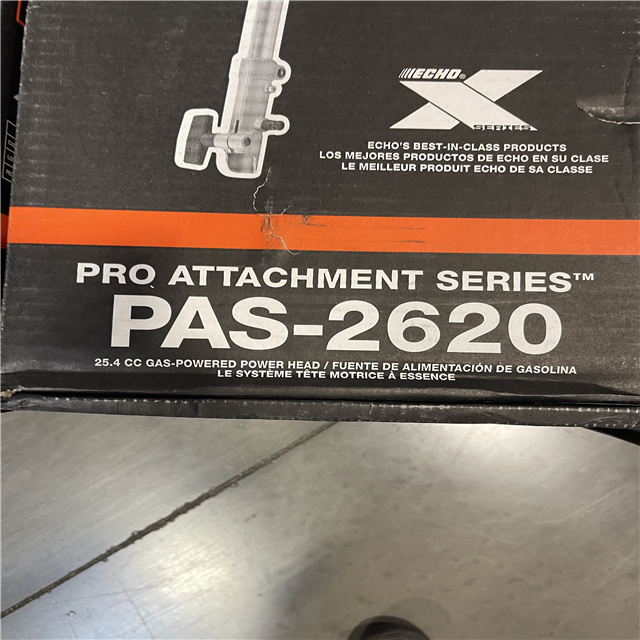 ECHO
X
SERIES
ECHO'S BEST-IN-CLASS PRODUCTS
LOS MEJORES PRODUCTOS DE ECHO EN SU CLASE
LE MEILLEUR PRODUIT ECHO DE SA CLASSE
PRO ATTACHMENT SERIES™
PAS-2620
25.4 CC GAS-POWERED POWER HEAD / FUENTE DE ALIMENTACIÓN DE GASOLINA
LE SYSTÈME TÊTE MOTRICE À ESSENCE